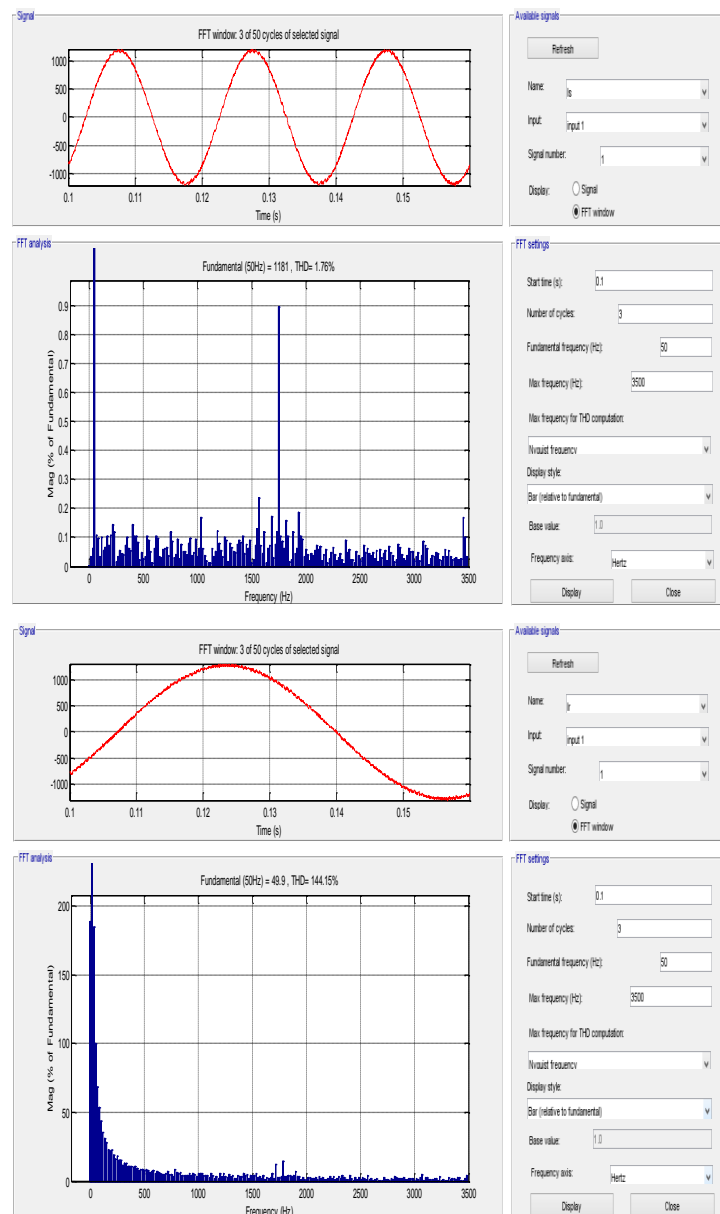 Signal
FFT window: 3 of 50 cycles of selected signal
1000
500
0
-500
-1000
0.1 0.11 0.12 0.13 0.14 0.15
Time (s)
Available signals
Refresh
Name: Is
Input: input 1
Signal number: 1
Display: Signal
FFT window
FFT analysis
Fundamental (50Hz) = 1181 , THD= 1.76%
Mag (% of Fundamental)
0.9
0.8
0.7
0.6
0.5
0.4
0.3
0.2
0.1
0
0 500 1000 1500 2000 2500 3000 3500
Frequency (Hz)
FFT settings
Start time (s): 0.1
Number of cycles: 3
Fundamental frequency (Hz): 50
Max frequency (Hz): 3500
Max frequency for THD computation:
Nyquist frequency
Display style:
Bar (relative to fundamental)
Base value: 1.0
Frequency axis: Hertz
Display Close
Signal
FFT window: 3 of 50 cycles of selected signal
1000
500
0
-500
-1000
0.1 0.11 0.12 0.13 0.14 0.15
Time (s)
Available signals
Refresh
Name: Ir
Input: input 1
Signal number: 1
Display: Signal
FFT window
FFT analysis
Fundamental (50Hz) = 49.9 , THD= 144.15%
Mag (% of Fundamental)
200
150
100
50
0
0 500 1000 1500 2000 2500 3000 3500
Frequency (Hz)
FFT settings
Start time (s): 0.1
Number of cycles: 3
Fundamental frequency (Hz): 50
Max frequency (Hz): 3500
Max frequency for THD computation:
Nyquist frequency
Display style:
Bar (relative to fundamental)
Base value: 1.0
Frequency axis: Hertz
Display Close